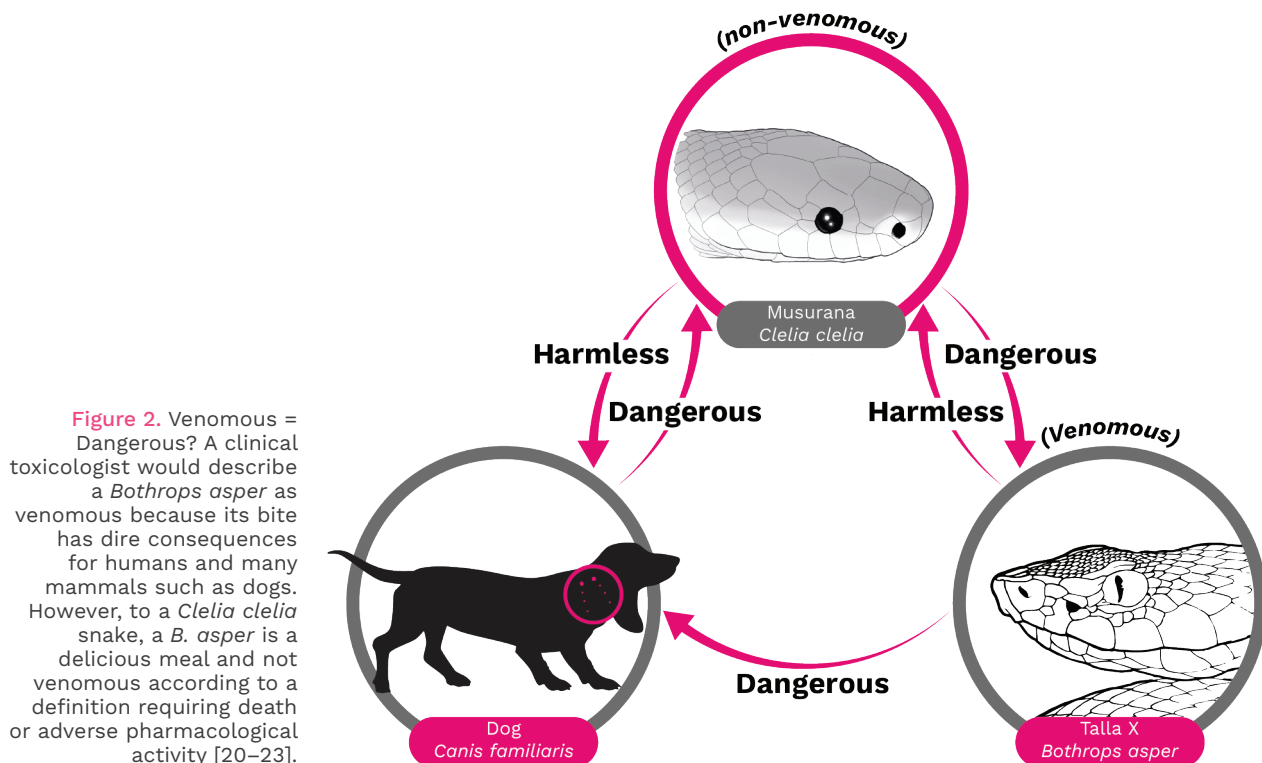 (non-venomous)
Musurana
Clelia clelia
Harmless
Dangerous
Dangerous
Harmless
(Venomous)
Figure 2. Venomous =
Dangerous? A clinical
toxicologist would describe
a Bothrops asper as
venomous because its bite
has dire consequences
for humans and many
mammals such as dogs.
However, to a Clelia clelia
snake, a B. asper is a
delicious meal and not
venomous according to a
definition requiring death
or adverse pharmacological
activity [20–23].
Dangerous
Dog
Canis familiaris
Talla X
Bothrops asper